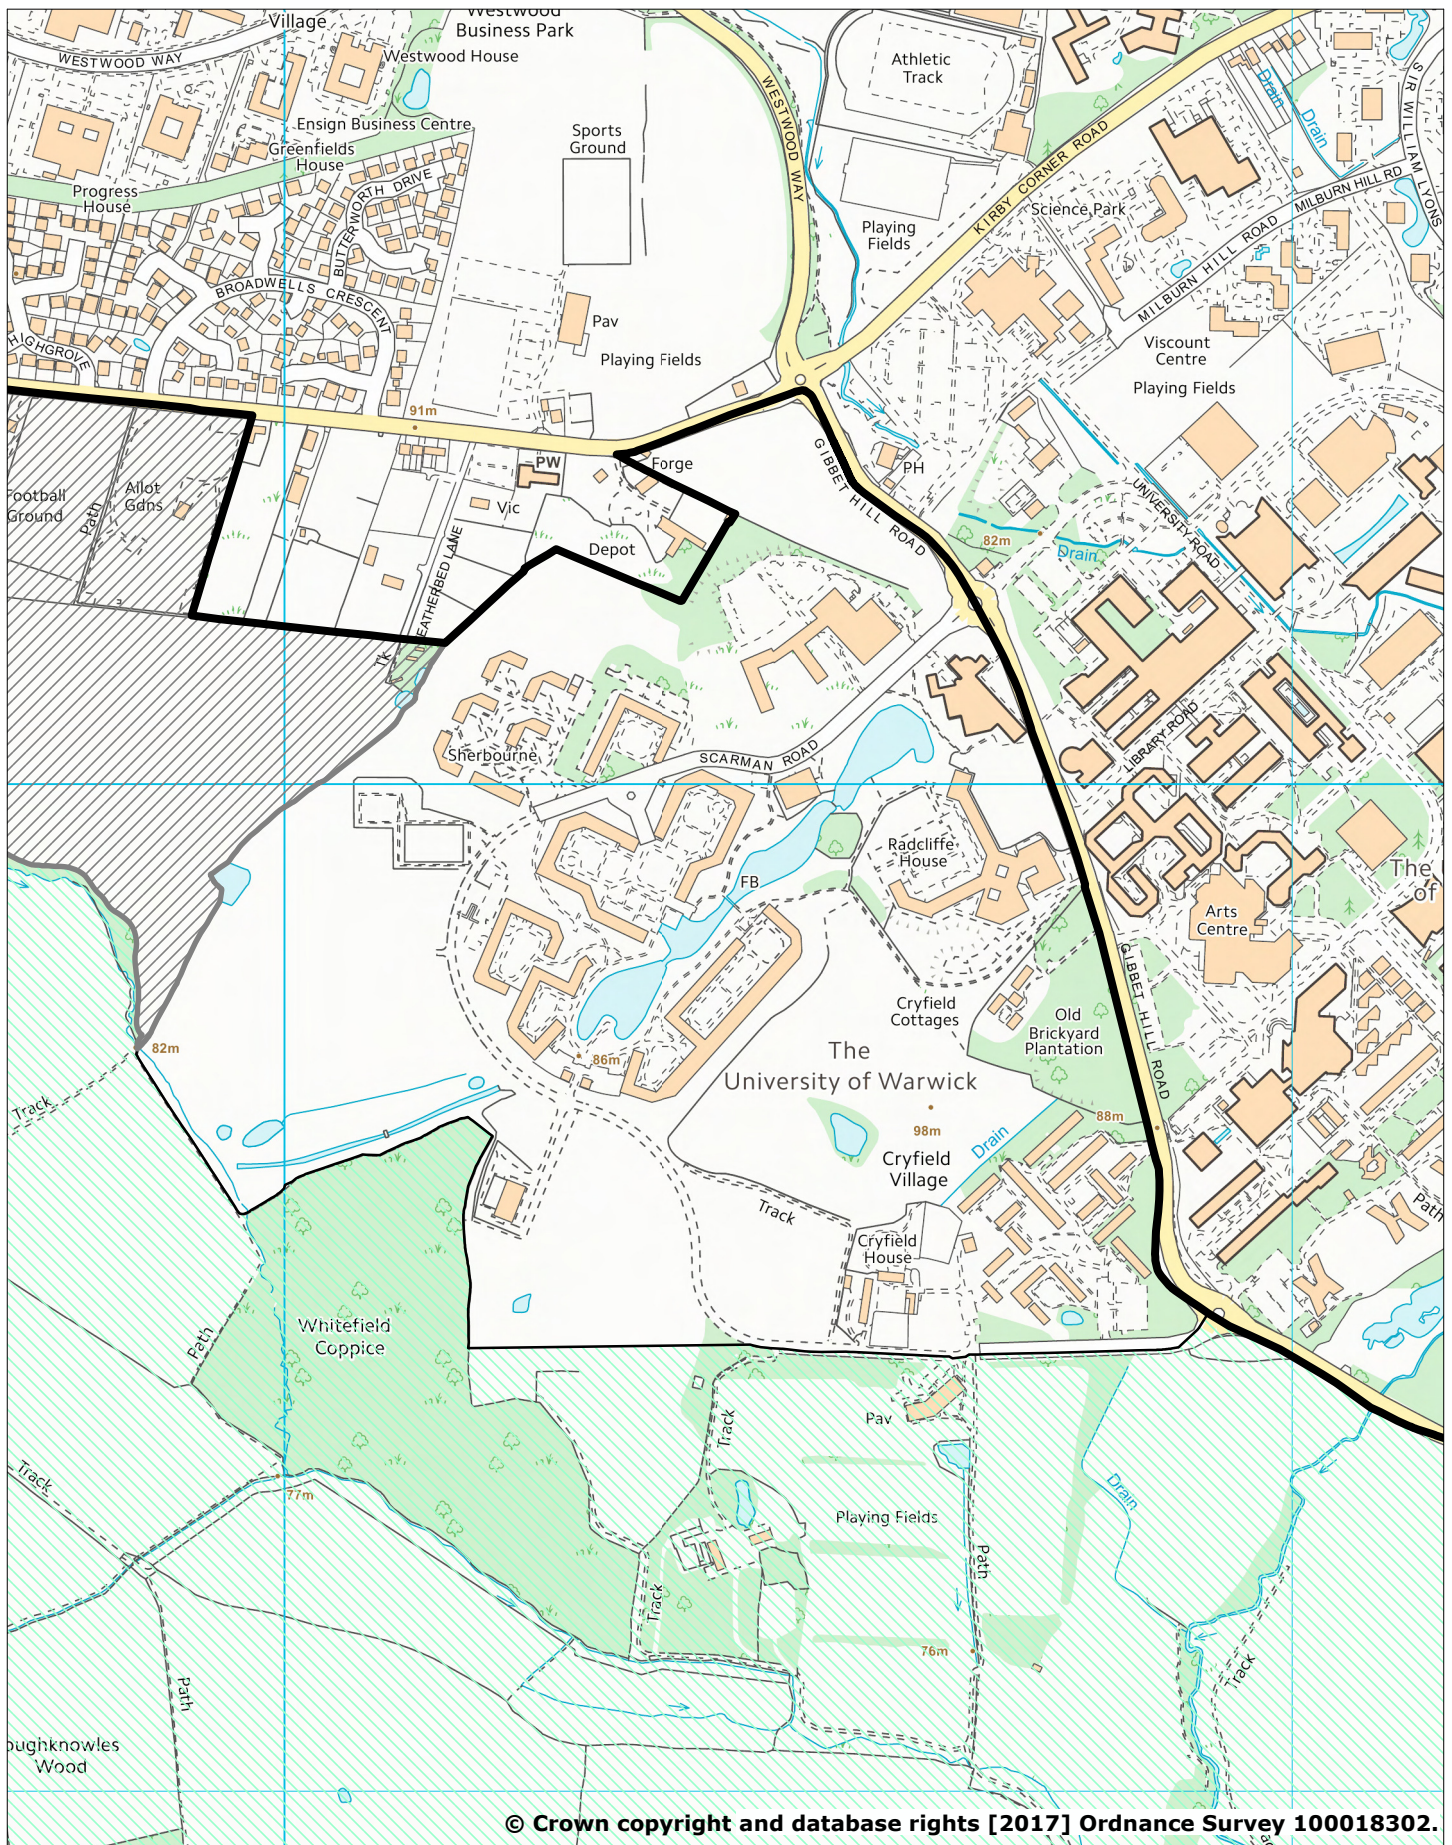 Village
Westwood
Business Park
WESTWOOD WAY
Westwood House
Athletic
Track
WESTWOOD WAY
SIR WILLIAM LYONS
Drain
Drain
Ensign Business Centre
Greenfields
House
Sports
Ground
KIRBY CORNER ROAD
Progress
House
BUTTERWORTH DRIVE
MILBURN HILL RD
Science Park
Playing
Fields
MILBURN HILL ROAD
BROADWELLS CRESCENT
HIGHGROVE
Pav
Playing Fields
Viscount
Centre
Playing Fields
91m
PW
Forge
GIBBET HILL ROAD
PH
Football
Ground
Path
Allot
Gdns
Vic
UNIVERSITY ROAD
82m
Drain
Depot
Tk
Sherbourne
SCARMAN ROAD
LIBRARY ROAD
Radcliffe
House
FB
The
of
Arts
Centre
GIBBET HILL ROAD
Cryfield
Cottages
Old
Brickyard
Plantation
82m
86m
The
University of Warwick
98m
88m
Track
Drain
Cryfield
Village
Track
Path
Cryfield
House
Whitefield
Coppice
Path
Track
Pav
Track
77m
Drain
Playing Fields
Path
Track
76m
Track
Path
Wood
© Crown copyright and database rights [2017] Ordnance Survey 100018302.